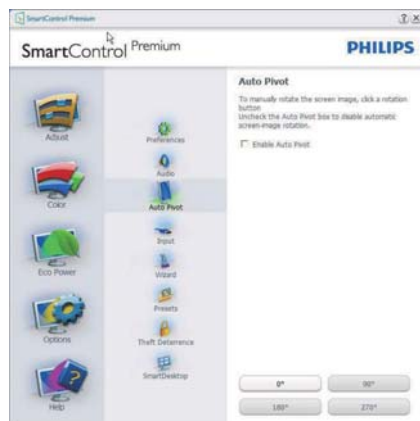 SmartControl Premium
SmartControl Premium
PHILIPS
Adjust
Color
Eco Power
Options
Help
Preferences
Audio
Auto Pivot
Input
Wizard
Presets
Theft Deterrence
SmartDesktop
Auto Pivot
To manually rotate the screen image, click a rotation
button
Uncheck the Auto Pivot box to disable automatic
screen-image rotation.
Enable Auto Pivot
0°
90°
180°
270°